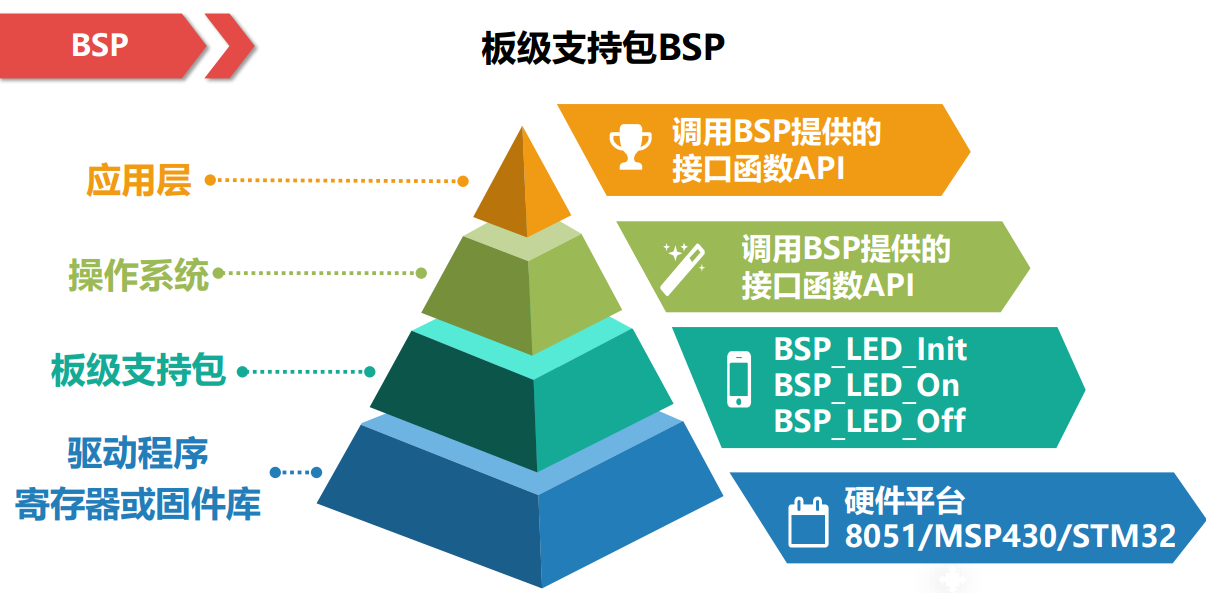 BSP
板级支持包BSP
应用层
调用BSP提供的
接口函数API
操作系统
调用BSP提供的
接口函数API
板级支持包
BSP_LED_Init
BSP_LED_On
BSP_LED_Off
驱动程序
寄存器或固件库
硬件平台
8051/MSP430/STM32